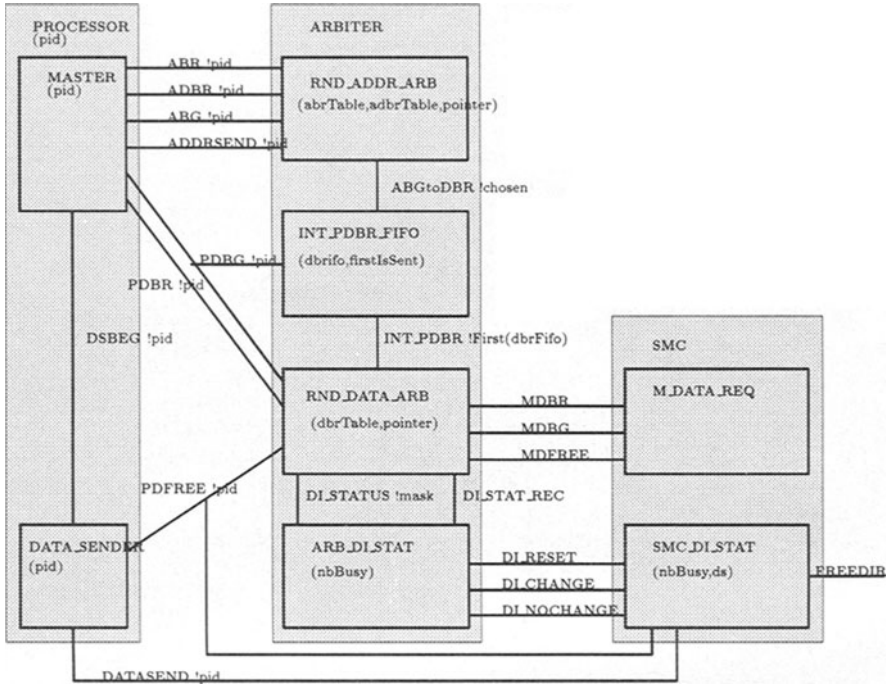 PROCESSOR
(pid)
ARBITER
MASTER
(pid)
ABR !pid
ADBR !pid
ABG !pid
ADDRSEND !pid
RND_ADDR_ARB
(abrTable,adbrTable,pointer)
ABGtoDBR !chosen
INT_PDBR_FIFO
(dbrifo,firstIsSent)
PDBG !pid
PDBR !pid
DSBEG !pid
INT_PDBR !First(dbrFifo)
SMC
RND_DATA_ARB
(dbrTable,pointer)
MDBR
MDBG
MDFREE
M_DATA_REQ
PDFREE !pid
DI_STATUS !mask
DI_STAT_REC
DATA_SENDER
(pid)
ARB_DI_STAT
(nbBusy)
DI_RESET
DI_CHANGE
DI_NOCHANGE
SMC_DI_STAT
(nbBusy,ds)
FREEDIR
DATASEND !pid